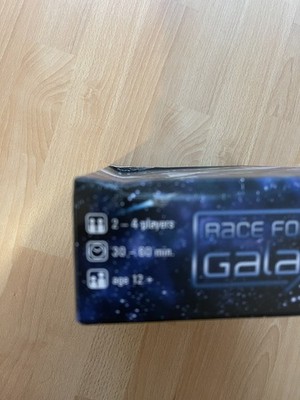 2 – 4 players
30 – 60 min.
age 12 +
RACE FO
Gala